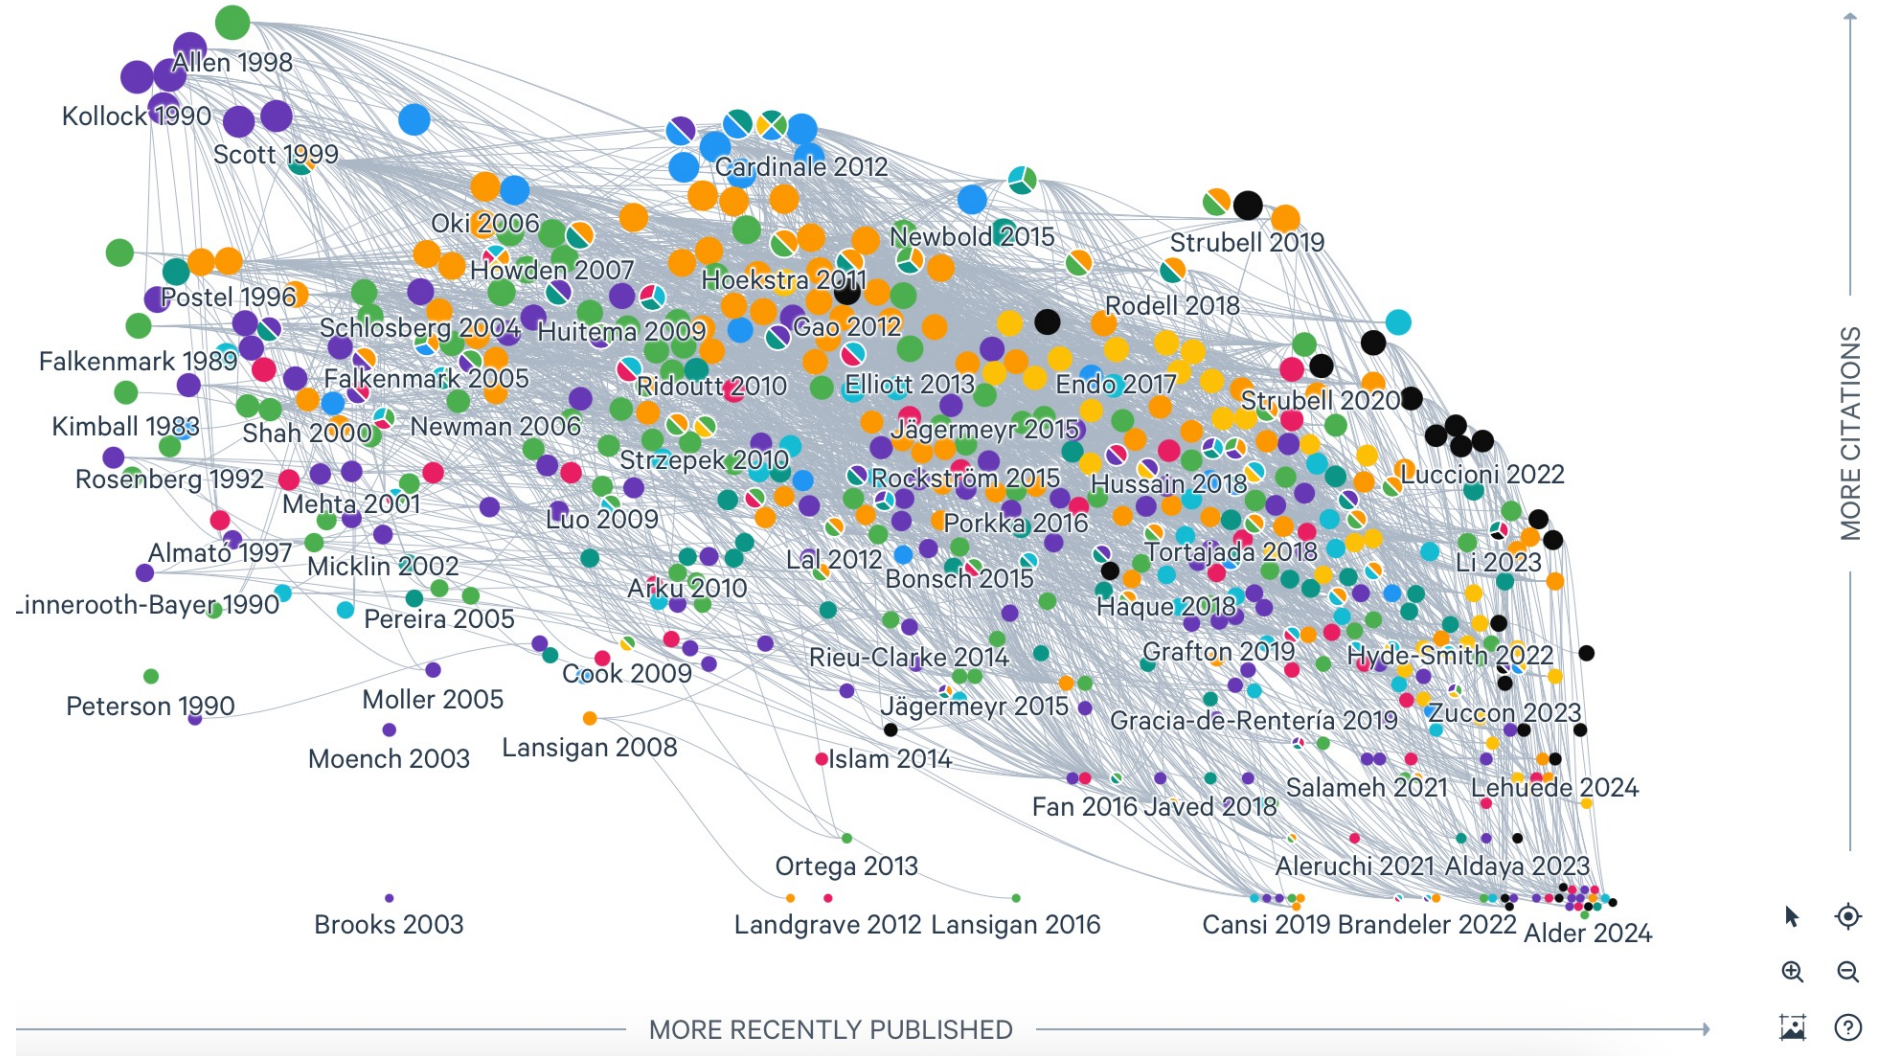 Allen 1998
Kollock 1990
Scott 1999
Cardinale 2012
Oki 2006
Newbold 2015
Strubell 2019
Howden 2007
Hoekstra 2011
Postel 1996
Rodell 2018
Schlosberg 2004
Huitema 2009
Gao 2012
Falkenmark 1989
Falkenmark 2005
Ridoutt 2010
Elliott 2013
Endo 2017
Strubell 2020
Kimball 1983
Shah 2000
Newman 2006
Jägermeyr 2015
Strzepek 2010
Rosenberg 1992
Rockström 2015
Hussain 2018
Luccioni 2022
Mehta 2001
Luo 2009
Porkka 2016
Almató 1997
Micklin 2002
Lal 2012
Tortajada 2018
Li 2023
Bonsch 2015
Arku 2010
Linnerooth-Bayer 1990
Pereira 2005
Haque 2018
Rieu-Clarke 2014
Grafton 2019
Hyde-Smith 2022
Cook 2009
Peterson 1990
Moller 2005
Jägermeyr 2015
Gracia-de-Rentería 2019
Zuccon 2023
Moench 2003
Lansigan 2008
Islam 2014
Salameh 2021
Lehuede 2024
Fan 2016
Javed 2018
Ortega 2013
Aleruchi 2021
Aldaya 2023
Brooks 2003
Landgrave 2012
Lansigan 2016
Cansi 2019
Brandeler 2022
Alder 2024
MORE RECENTLY PUBLISHED
MORE CITATIONS
?